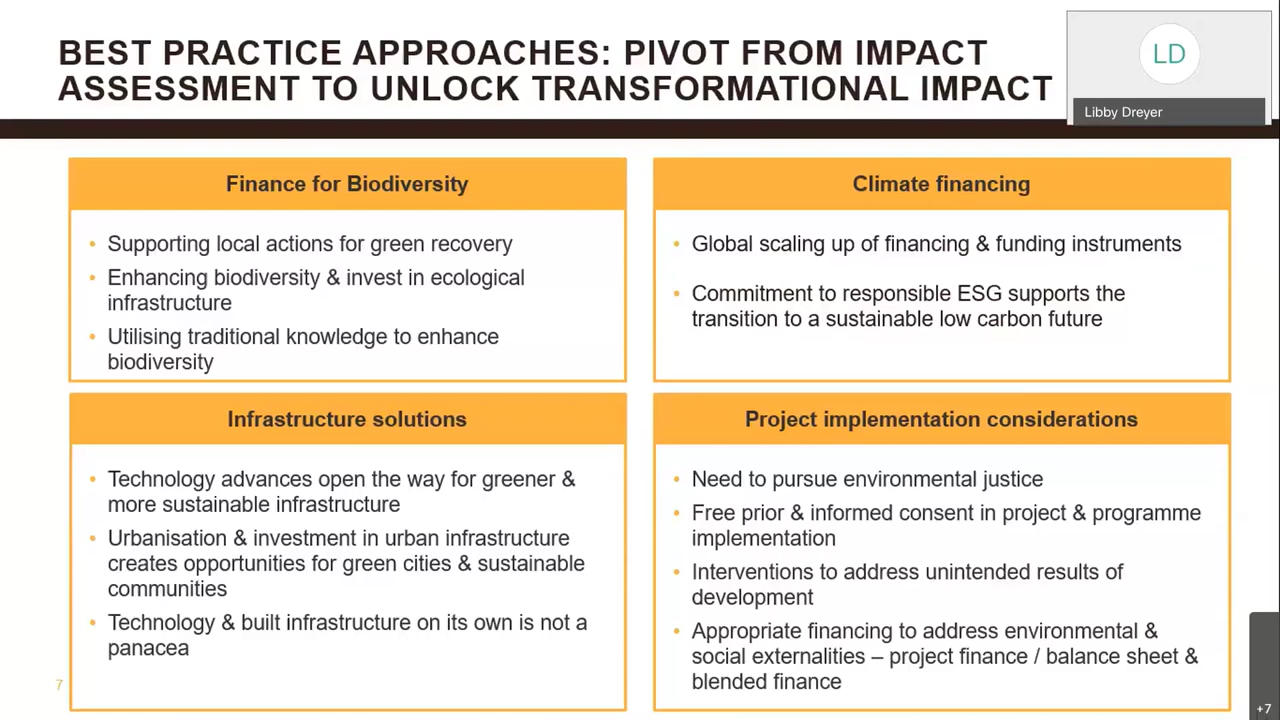 BEST PRACTICE APPROACHES: PIVOT FROM IMPACT
ASSESSMENT TO UNLOCK TRANSFORMATIONAL IMPACT
LD
Libby Dreyer
Finance for Biodiversity
• Supporting local actions for green recovery
• Enhancing biodiversity & invest in ecological
infrastructure
• Utilising traditional knowledge to enhance
biodiversity
Climate financing
• Global scaling up of financing & funding instruments
• Commitment to responsible ESG supports the
transition to a sustainable low carbon future
Infrastructure solutions
• Technology advances open the way for greener &
more sustainable infrastructure
• Urbanisation & investment in urban infrastructure
creates opportunities for green cities & sustainable
communities
• Technology & built infrastructure on its own is not a
panacea
Project implementation considerations
• Need to pursue environmental justice
• Free prior & informed consent in project & programme
implementation
• Interventions to address unintended results of
development
• Appropriate financing to address environmental &
social externalities – project finance / balance sheet &
blended finance
7
+7